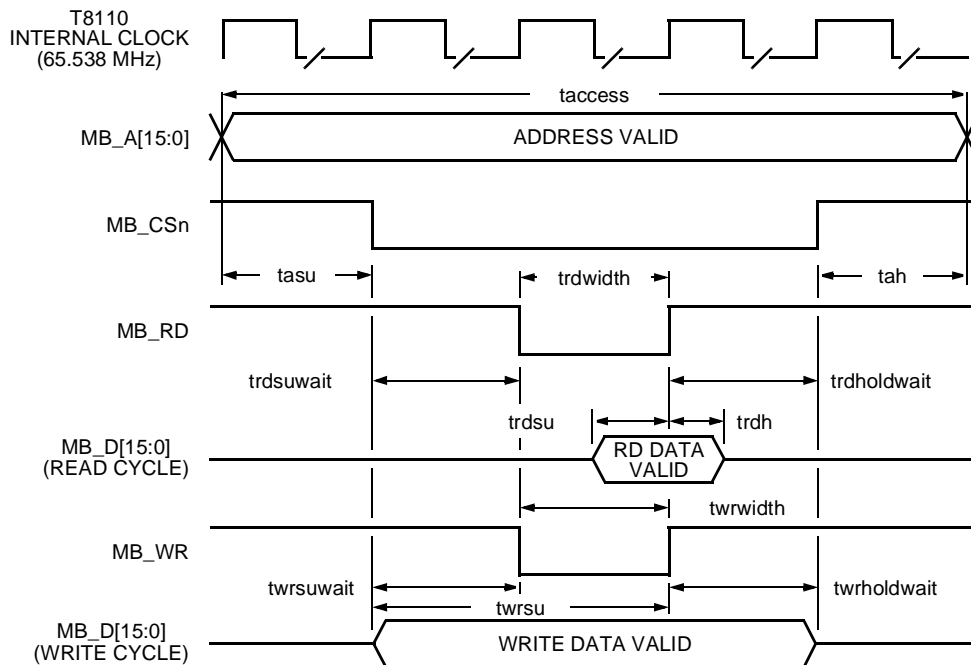 T8110
INTERNAL CLOCK
(65.538 MHz)
taccess
MB_A[15:0]
ADDRESS VALID
MB_CSn
tasu
trdwidth
tah
MB_RD
trdsuwait
trdholdwait
trdsu
trdh
MB_D[15:0]
(READ CYCLE)
RD DATA
VALID
twrwidth
MB_WR
twrsuwait
twrholdwait
twrsu
MB_D[15:0]
(WRITE CYCLE)
WRITE DATA VALID